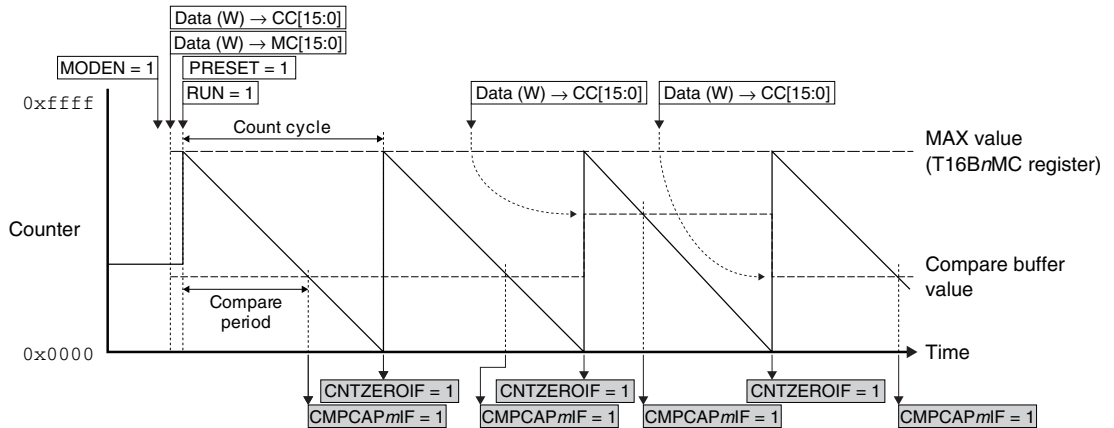 Data (W) → CC[15:0]
Data (W) → MC[15:0]
MODEN = 1
PRESET = 1
RUN = 1
0xffff
Data (W) → CC[15:0]
Data (W) → CC[15:0]
Count cycle
MAX value
(T16BnMC register)
Counter
Compare buffer
value
Compare
period
0x0000
Time
CNTZEROIF = 1
CNTZEROIF = 1
CNTZEROIF = 1
CMPCAPmIF = 1
CMPCAPmIF = 1
CMPCAPmIF = 1
CMPCAPmIF = 1